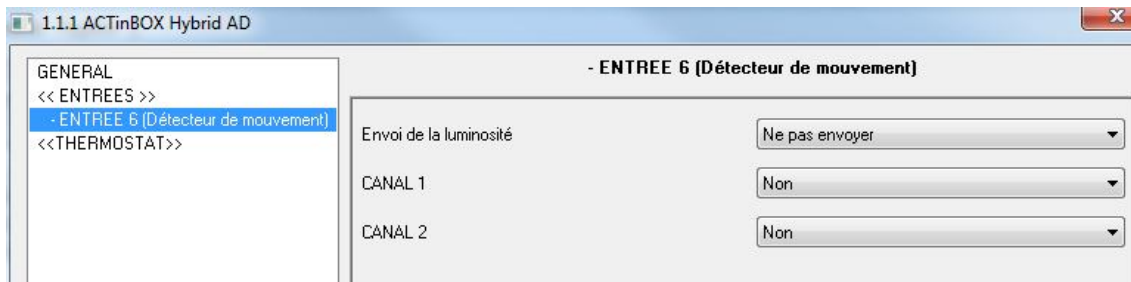 1.1.1 ACTinBOX Hybrid AD
GENERAL
<< ENTREES >>
- ENTREE 6 (Détecteur de mouvement)
<<THERMOSTAT>>
- ENTREE 6 (Détecteur de mouvement)
Envoi de la luminosité Ne pas envoyer
CANAL 1 Non
CANAL 2 Non